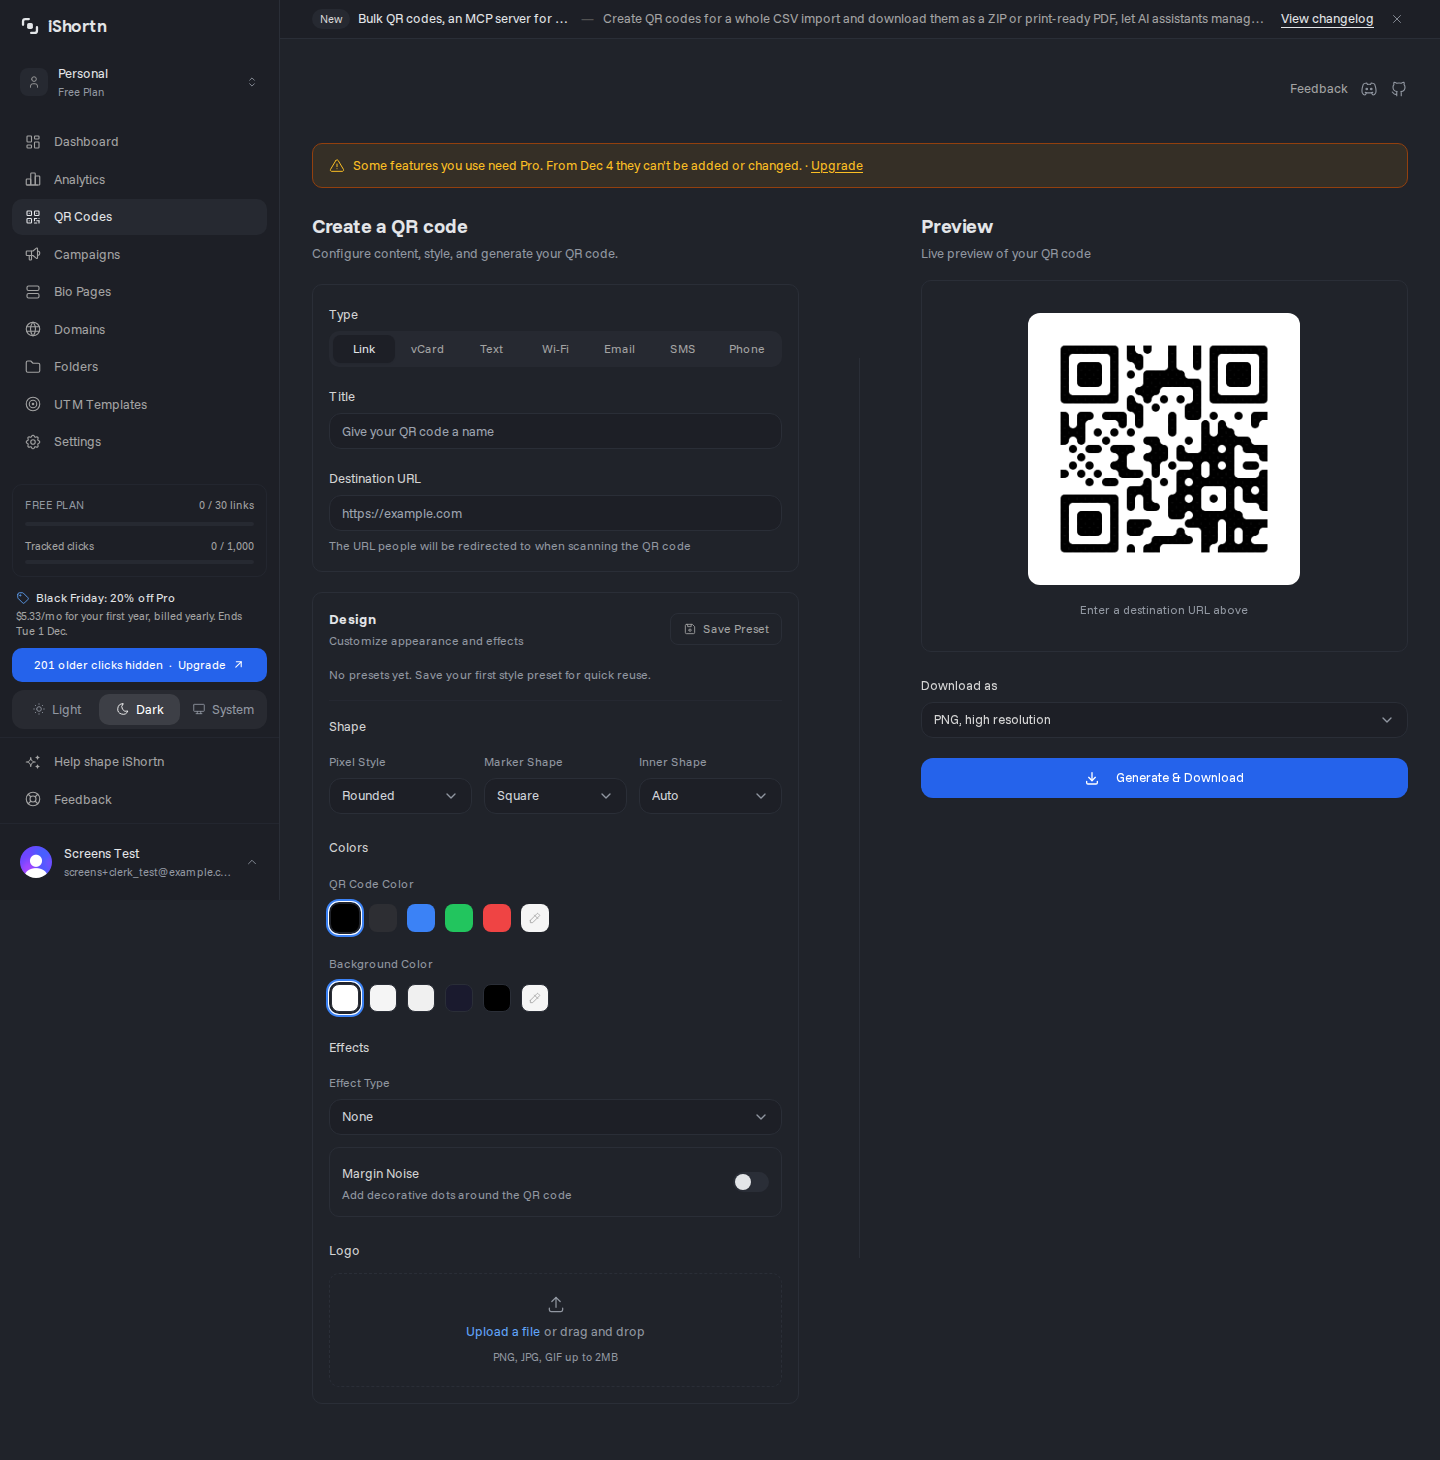 iShortn
Personal
Free Plan
Dashboard
Analytics
QR Codes
Campaigns
Bio Pages
Domains
Folders
UTM Templates
Settings
FREE PLAN 0 / 30 links
Tracked clicks 0 / 1,000
Black Friday: 20% off Pro
$5.33/mo for your first year, billed yearly. Ends
Tue 1 Dec.
201 older clicks hidden · Upgrade
Light Dark System
Help shape iShortn
Feedback
Screens Test
screens+clerk_test@example.c...
New Bulk QR codes, an MCP server for ... — Create QR codes for a whole CSV import and download them as a ZIP or print-ready PDF, let AI assistants manag... View changelog
Feedback
Some features you use need Pro. From Dec 4 they can't be added or changed. · Upgrade
Create a QR code
Configure content, style, and generate your QR code.
Type
Link vCard Text Wi-Fi Email SMS Phone
Title
Give your QR code a name
Destination URL
https://example.com
The URL people will be redirected to when scanning the QR code
Design
Customize appearance and effects
Save Preset
No presets yet. Save your first style preset for quick reuse.
Shape
Pixel Style Marker Shape Inner Shape
Rounded Square Auto
Colors
QR Code Color
Background Color
Effects
Effect Type
None
Margin Noise
Add decorative dots around the QR code
Logo
Upload a file or drag and drop
PNG, JPG, GIF up to 2MB
Preview
Live preview of your QR code
Enter a destination URL above
Download as
PNG, high resolution
Generate & Download